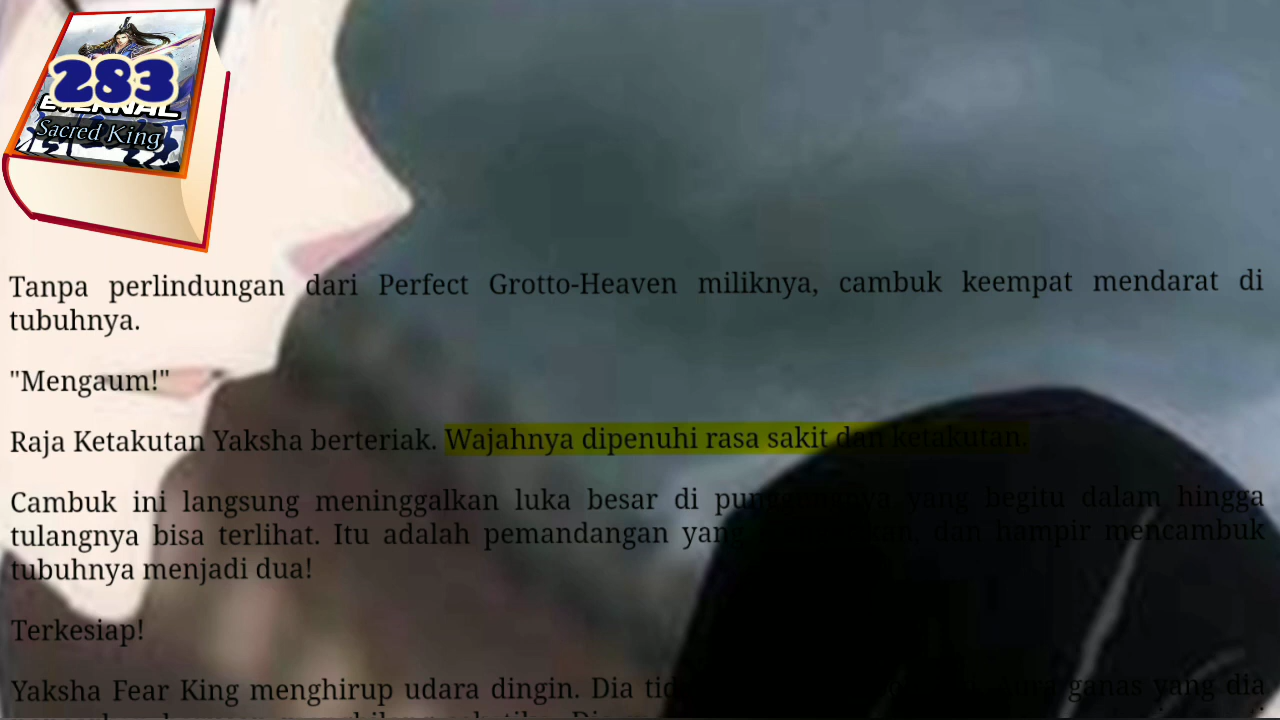 283
ETERNAL
Sacred King
Tanpa perlindungan dari Perfect Grotto-Heaven miliknya, cambuk keempat mendarat di
tubuhnya.
"Mengaum!"
Raja Ketakutan Yaksha berteriak. Wajahnya dipenuhi rasa sakit dan ketakutan.
Cambuk ini langsung meninggalkan luka besar di punggungnya yang begitu dalam hingga
tulangnya bisa terlihat. Itu adalah pemandangan yang dan hampir mencambuk
tubuhnya menjadi dua!
Terkesiap!
Yaksha Fear King menghirup udara dingin. Dia ganas yang dia